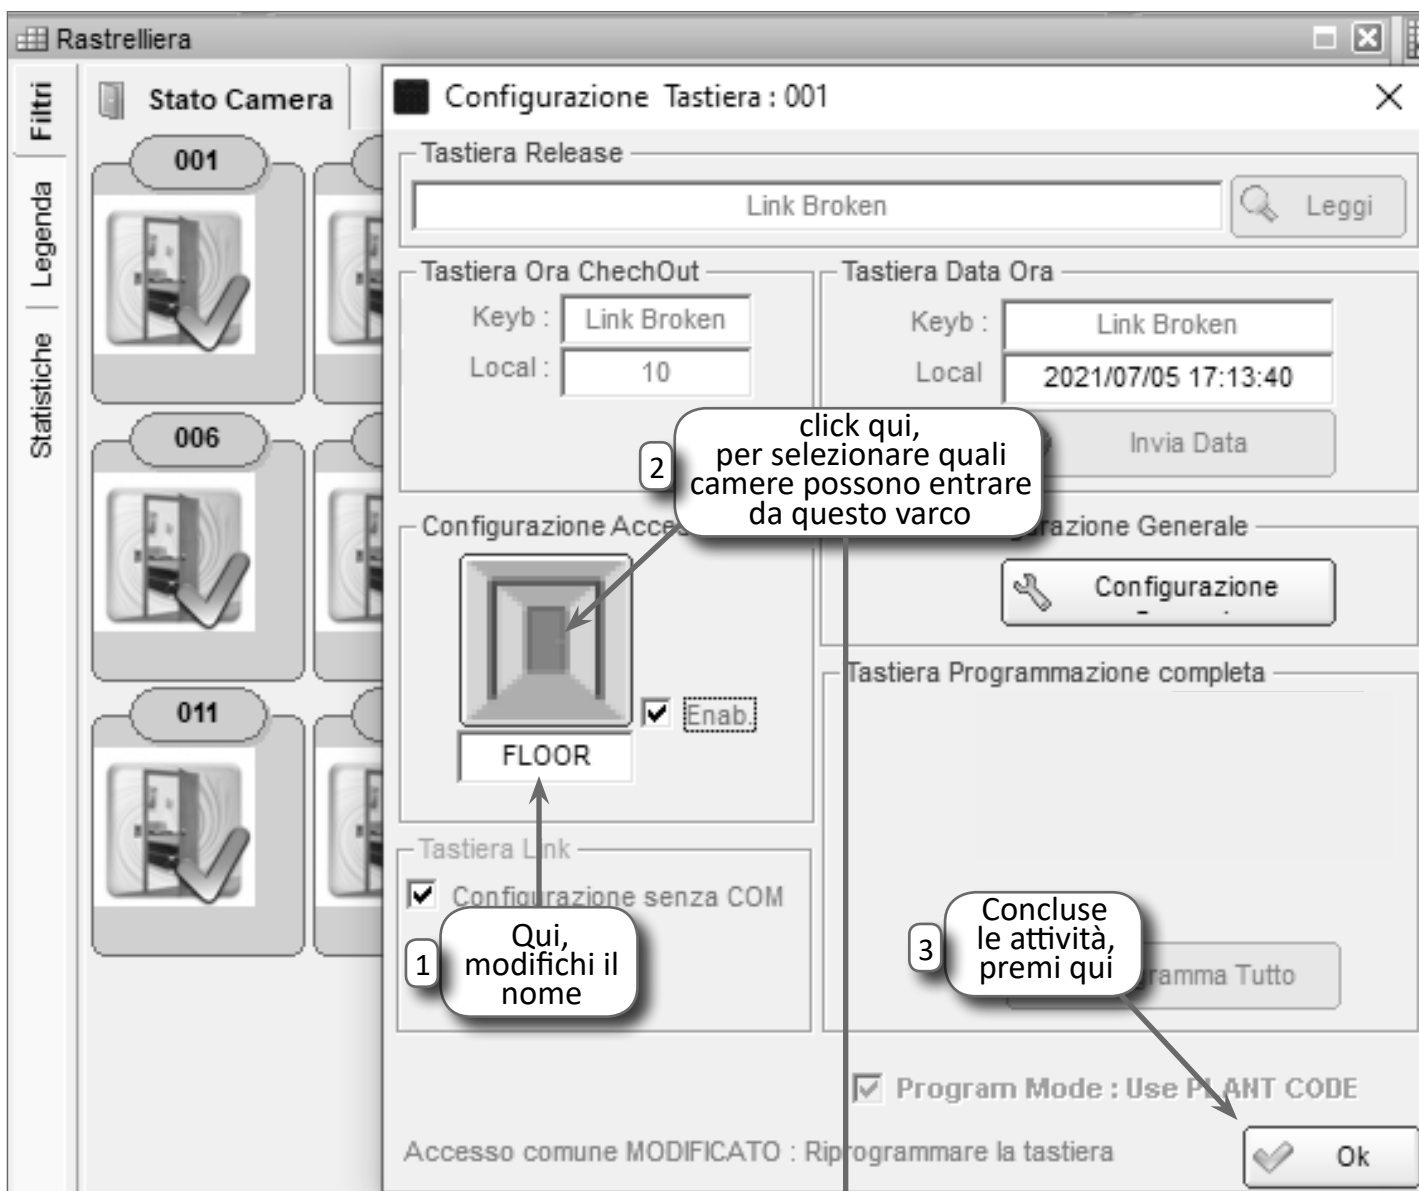 Rastrelliera
Filtri
Legenda
Statistiche
Stato Camera
001
006
011
Configurazione Tastiera : 001
Tastiera Release
Link Broken
Leggi
Tastiera Ora ChechOut
Keyb : Link Broken
Local : 10
Tastiera Data Ora
Keyb : Link Broken
Local 2021/07/05 17:13:40
Invia Data
2
click qui,
per selezionare quali
camere possono entrare
da questo varco
Configurazione
Generale
Configurazione
Enab.
FLOOR
Tastiera Programmazione completa
Tastiera Link
Configurazione senza COM
1
Qui,
modifichi il
nome
3
Concluse
le attività,
premi qui
Tutto
Program Mode : Use PLANT CODE
Accesso comune MODIFICATO : Riprogrammare la tastiera
Ok